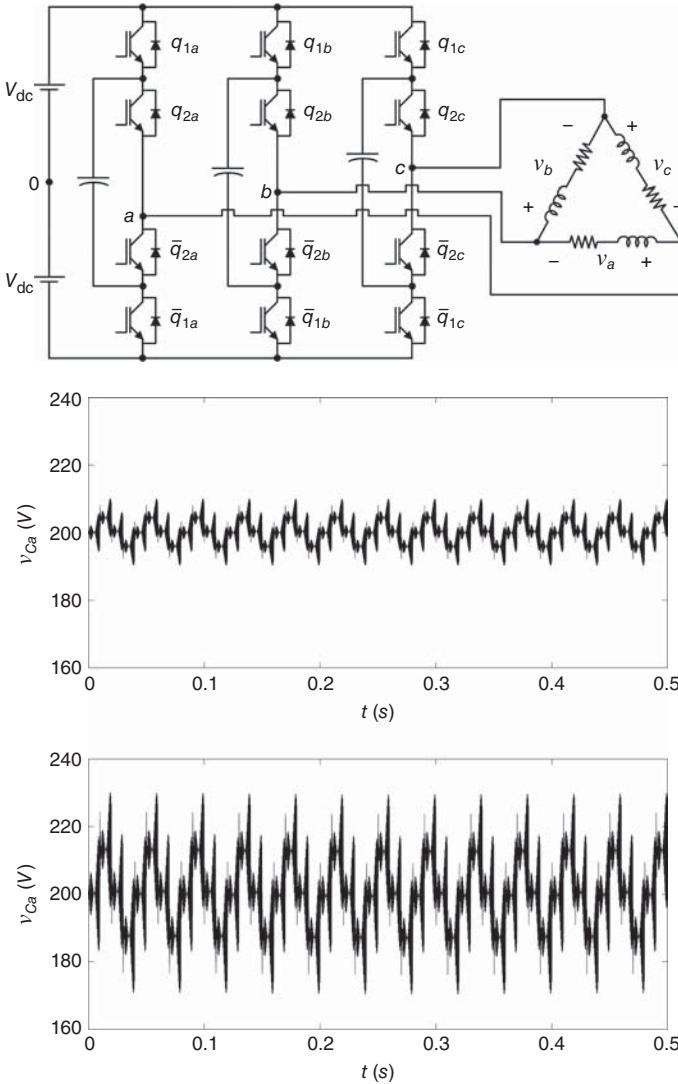 q1a q1b q1c
Vdc
q2a q2b q2c
0
c
b
a
vb
vc
+ − + −
− va +
q̅2a q̅2b q̅2c
Vdc
q̅1a q̅1b q̅1c
240
220
200
180
160
vCa (V)
0 0.1 0.2 0.3 0.4 0.5
t (s)
240
220
200
180
160
vCa (V)
0 0.1 0.2 0.3 0.4 0.5
t (s)